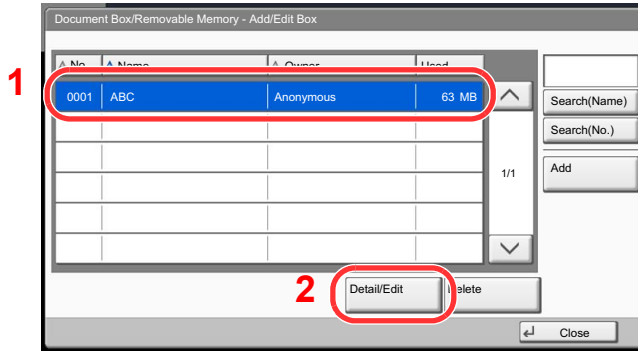 Document Box/Removable Memory - Add/Edit Box
No. Name Owner Used
1
0001 ABC Anonymous 63 MB
Search(Name)
Search(No.)
1/1
Add
2
Detail/Edit Delete
Close